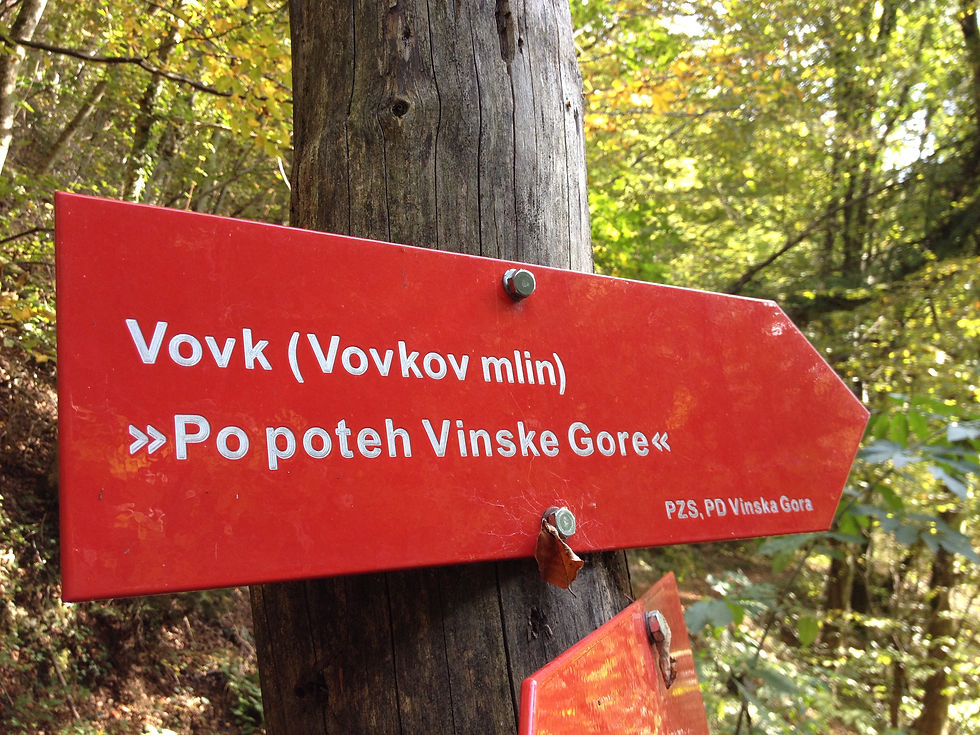 Vovk (Vovkov mlin)
»Po poteh Vinske Gore«
PZS, PD Vinska Gora